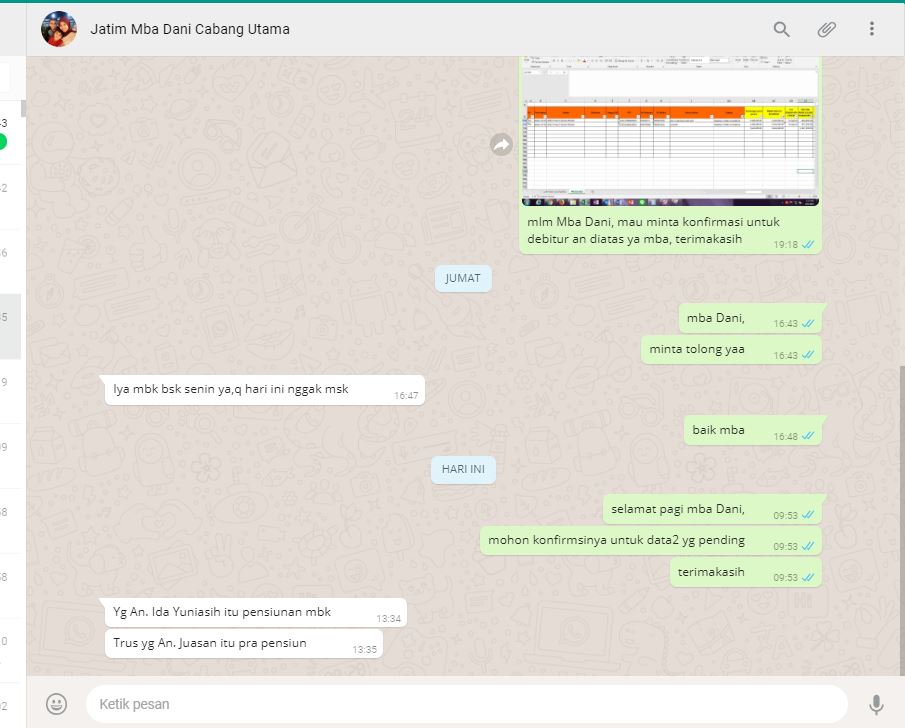 Jatim Mba Dani Cabang Utama
mlm Mba Dani, mau minta konfirmasi untuk
debitur an diatas ya mba, terimakasih
19:18
JUMAT
mba Dani,
16:43
minta tolong yaa
16:43
Iya mbk bsk senin ya,q hari ini nggak msk
16:47
baik mba
16:48
HARI INI
selamat pagi mba Dani,
09:53
mohon konfirmsinya untuk data2 yg pending
09:53
terimakasih
09:53
Yg An. Ida Yuniasih itu pensiunan mbk
13:34
Trus yg An. Juasan itu pra pensiun
13:35
Ketik pesan